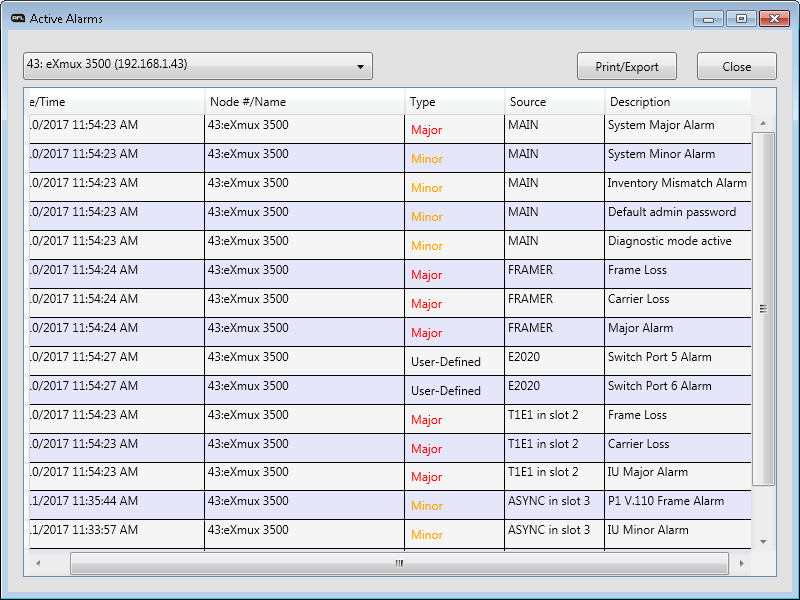 AFL Active Alarms
43: eXmux 3500 (192.168.1.43) Print/Export Close
e/Time Node #/Name Type Source Description
.0/2017 11:54:23 AM 43:eXmux 3500 Major MAIN System Major Alarm
.0/2017 11:54:23 AM 43:eXmux 3500 Minor MAIN System Minor Alarm
.0/2017 11:54:23 AM 43:eXmux 3500 Minor MAIN Inventory Mismatch Alarm
.0/2017 11:54:23 AM 43:eXmux 3500 Minor MAIN Default admin password
.0/2017 11:54:23 AM 43:eXmux 3500 Minor MAIN Diagnostic mode active
.0/2017 11:54:24 AM 43:eXmux 3500 Major FRAMER Frame Loss
.0/2017 11:54:24 AM 43:eXmux 3500 Major FRAMER Carrier Loss
.0/2017 11:54:24 AM 43:eXmux 3500 Major FRAMER Major Alarm
.0/2017 11:54:27 AM 43:eXmux 3500 User-Defined E2020 Switch Port 5 Alarm
.0/2017 11:54:27 AM 43:eXmux 3500 User-Defined E2020 Switch Port 6 Alarm
.0/2017 11:54:23 AM 43:eXmux 3500 Major T1E1 in slot 2 Frame Loss
.0/2017 11:54:23 AM 43:eXmux 3500 Major T1E1 in slot 2 Carrier Loss
.0/2017 11:54:23 AM 43:eXmux 3500 Major T1E1 in slot 2 IU Major Alarm
.1/2017 11:35:44 AM 43:eXmux 3500 Minor ASYNC in slot 3 P1 V.110 Frame Alarm
.1/2017 11:33:57 AM 43:eXmux 3500 Minor ASYNC in slot 3 IU Minor Alarm